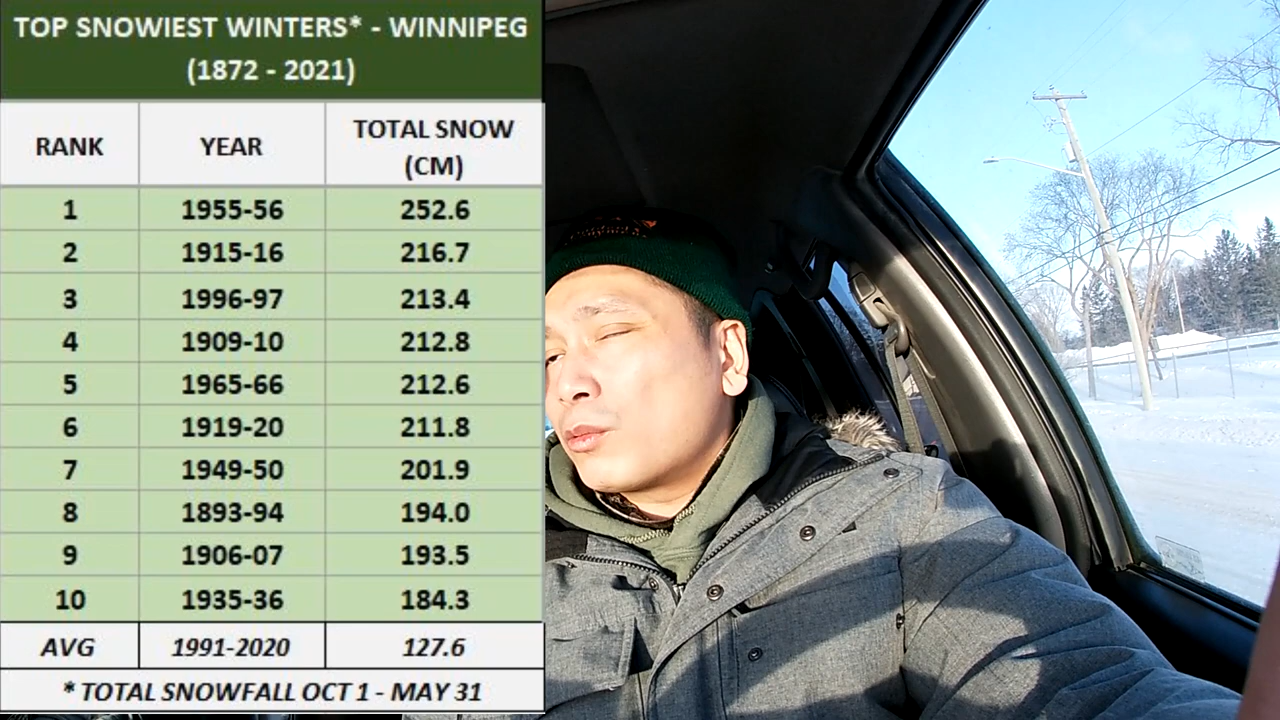 TOP SNOWIEST WINTERS* - WINNIPEG
(1872 - 2021)
RANK YEAR TOTAL SNOW
(CM)
1 1955-56 252.6
2 1915-16 216.7
3 1996-97 213.4
4 1909-10 212.8
5 1965-66 212.6
6 1919-20 211.8
7 1949-50 201.9
8 1893-94 194.0
9 1906-07 193.5
10 1935-36 184.3
AVG 1991-2020 127.6
* TOTAL SNOWFALL OCT 1 - MAY 31